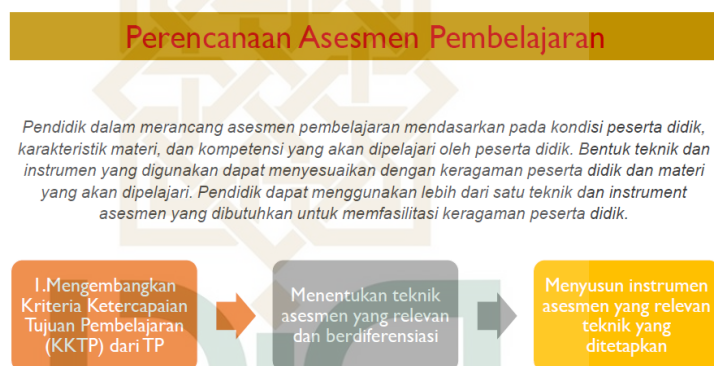 Perencanaan Asesmen Pembelajaran
Pendidik dalam merancang asesmen pembelajaran mendasarkan pada kondisi peserta didik,
karakteristik materi, dan kompetensi yang akan dipelajari oleh peserta didik. Bentuk teknik dan
instrumen yang digunakan dapat menyesuaikan dengan keragaman peserta didik dan materi
yang akan dipelajari. Pendidik dapat menggunakan lebih dari satu teknik dan instrument
asesmen yang dibutuhkan untuk memfasilitasi keragaman peserta didik.
1.Mengembangkan
Kriteria Ketercapaian
Tujuan Pembelajaran
(KKTP) dari TP
Menentukan teknik
asesmen yang relevan
dan berdiferensiasi
Menyusun instrumen
asesmen yang relevan
teknik yang
ditetapkan